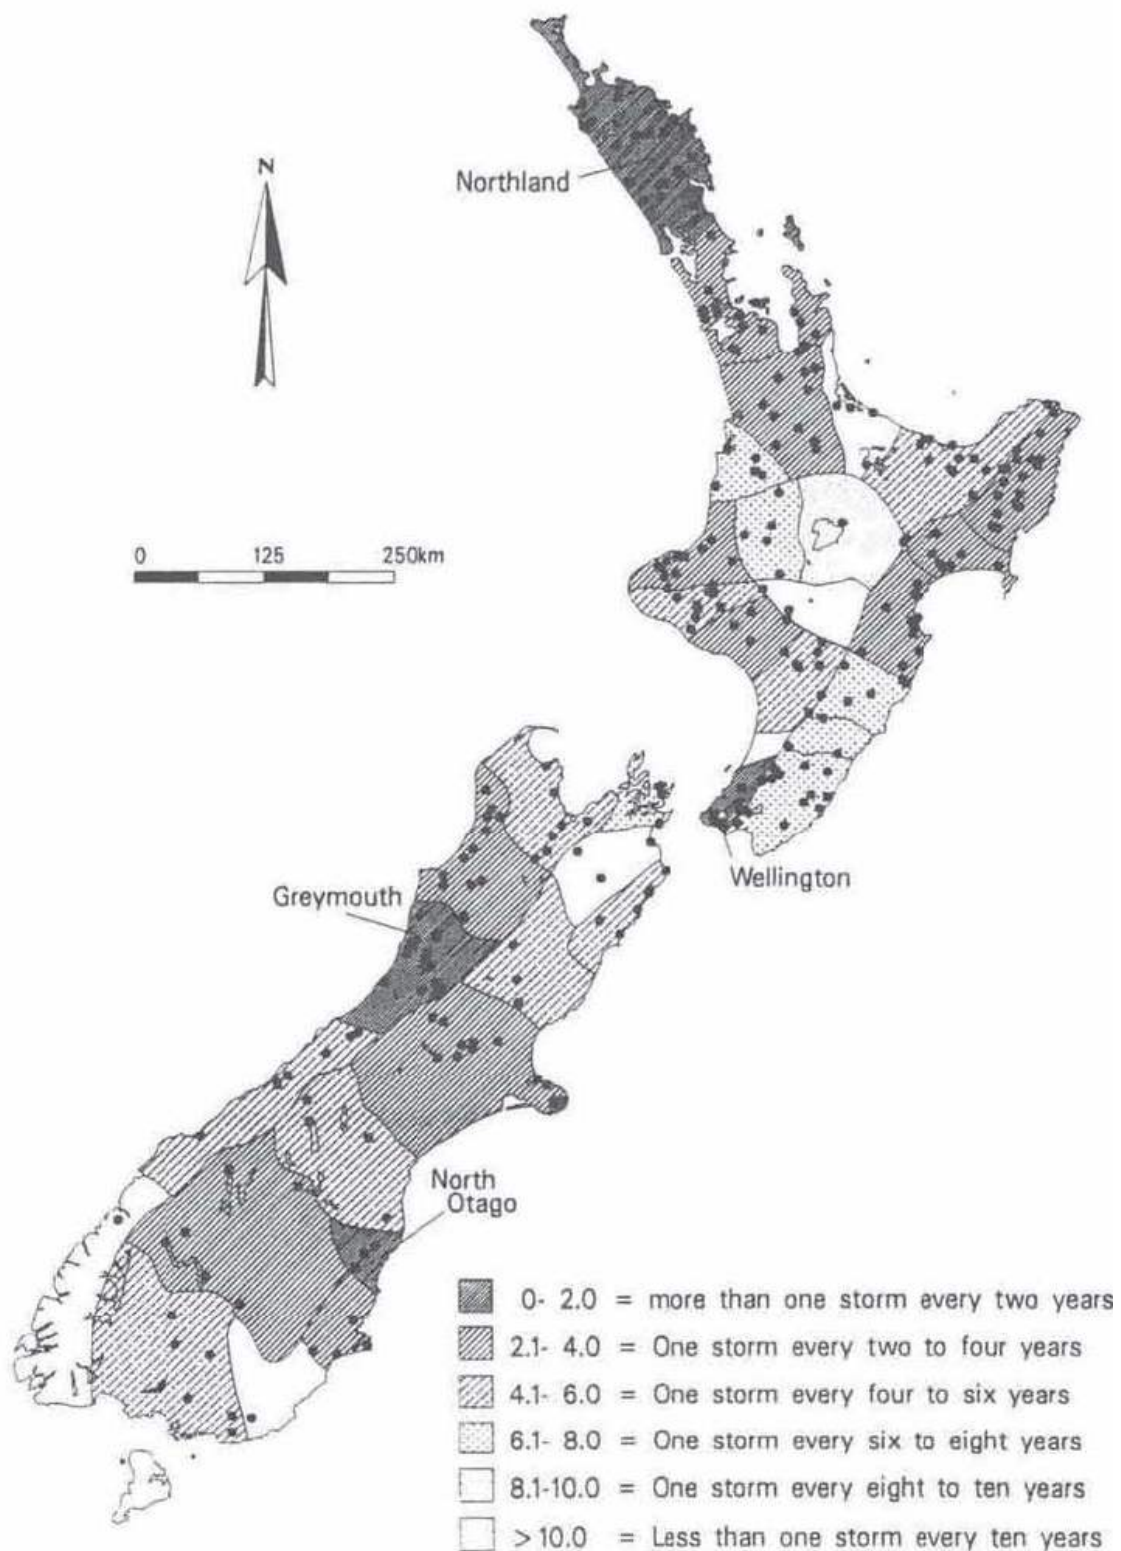 N
Northland
0 125 250km
Wellington
Greymouth
North
Otago
0- 2.0 = more than one storm every two years
2.1- 4.0 = One storm every two to four years
4.1- 6.0 = One storm every four to six years
6.1- 8.0 = One storm every six to eight years
8.1-10.0 = One storm every eight to ten years
>10.0 = Less than one storm every ten years